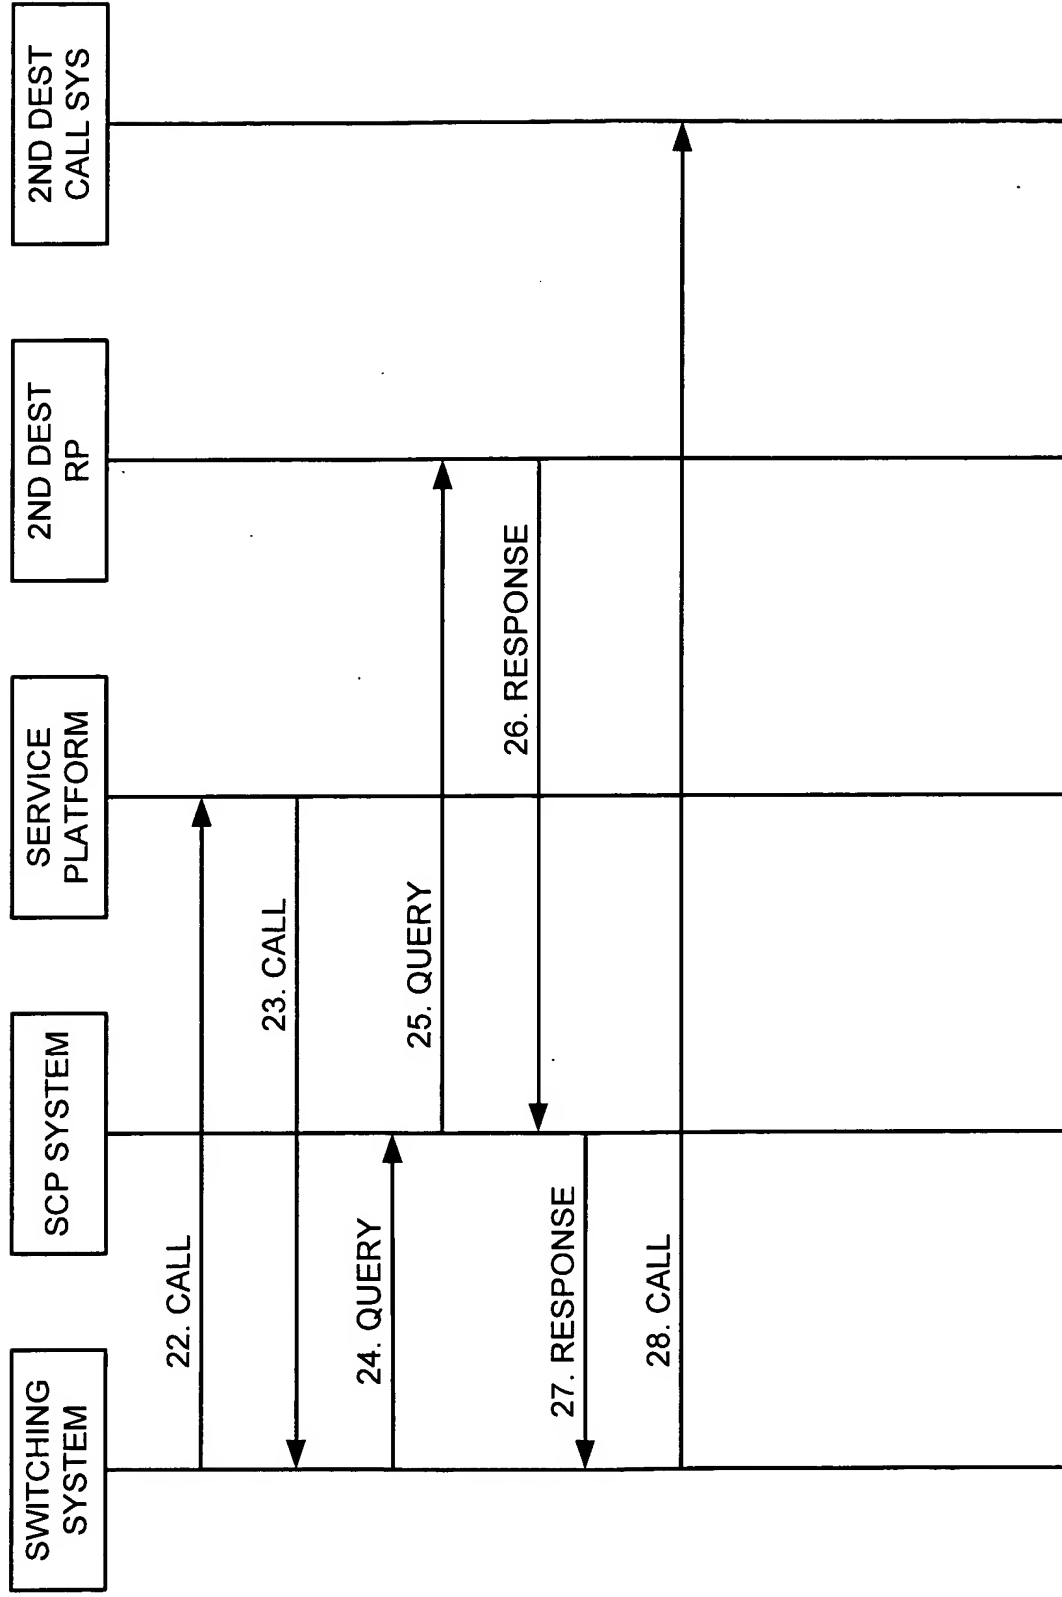 SWITCHING
SYSTEM
SCP SYSTEM
SERVICE
PLATFORM
2ND DEST
RP
2ND DEST
CALL SYS
22. CALL
23. CALL
24. QUERY
25. QUERY
26. RESPONSE
27. RESPONSE
28. CALL